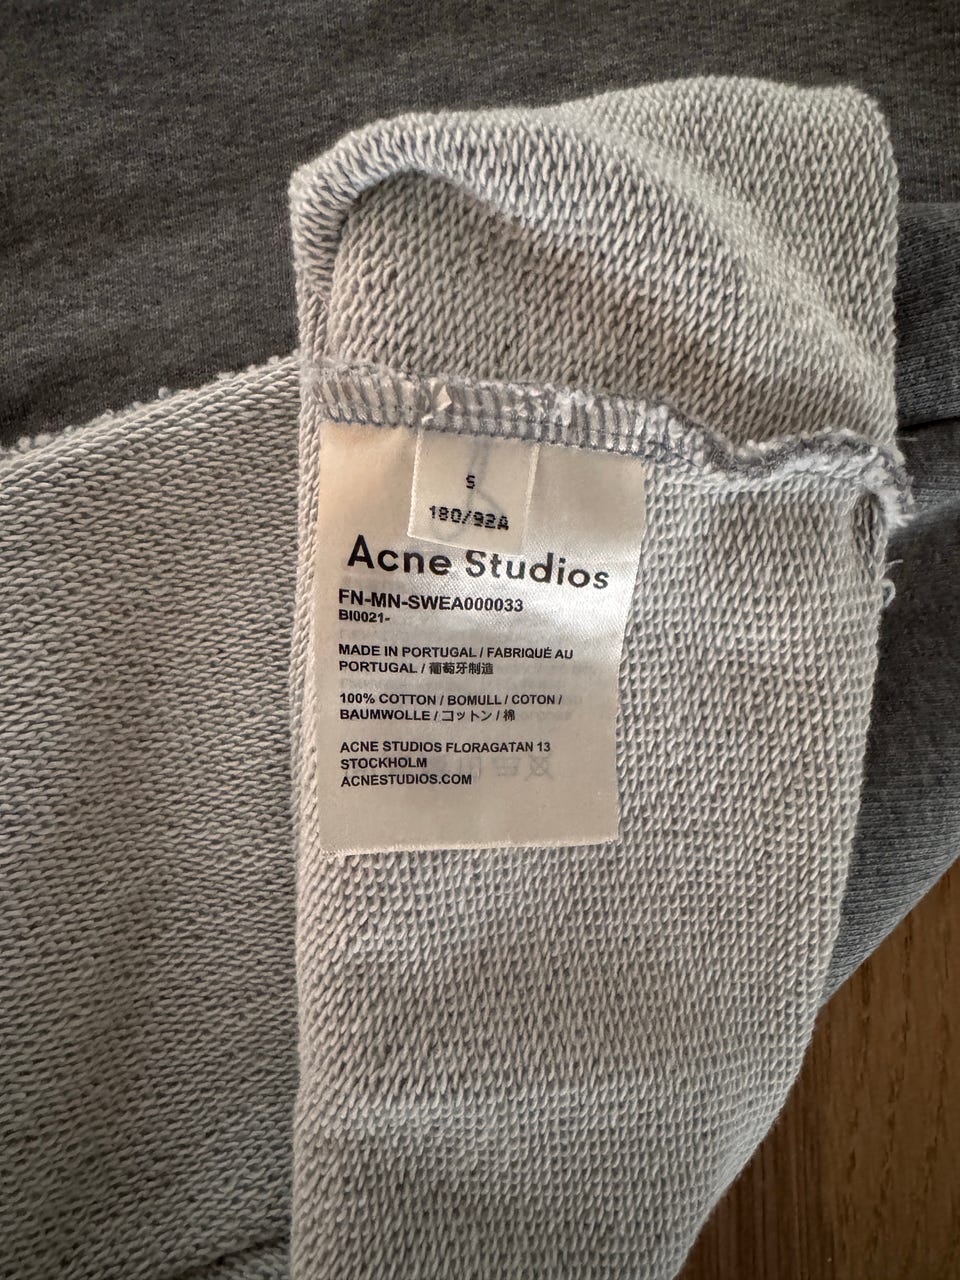 S
180/92A
Acne Studios
FN-MN-SWEA000033
BI0021-
MADE IN PORTUGAL / FABRIQUÉ AU
PORTUGAL / 葡萄牙制造
100% COTTON / BOMULL / COTON /
BAUMWOLLE / コットン / 棉
ACNE STUDIOS FLORAGATAN 13
STOCKHOLM
ACNESTUDIOS.COM